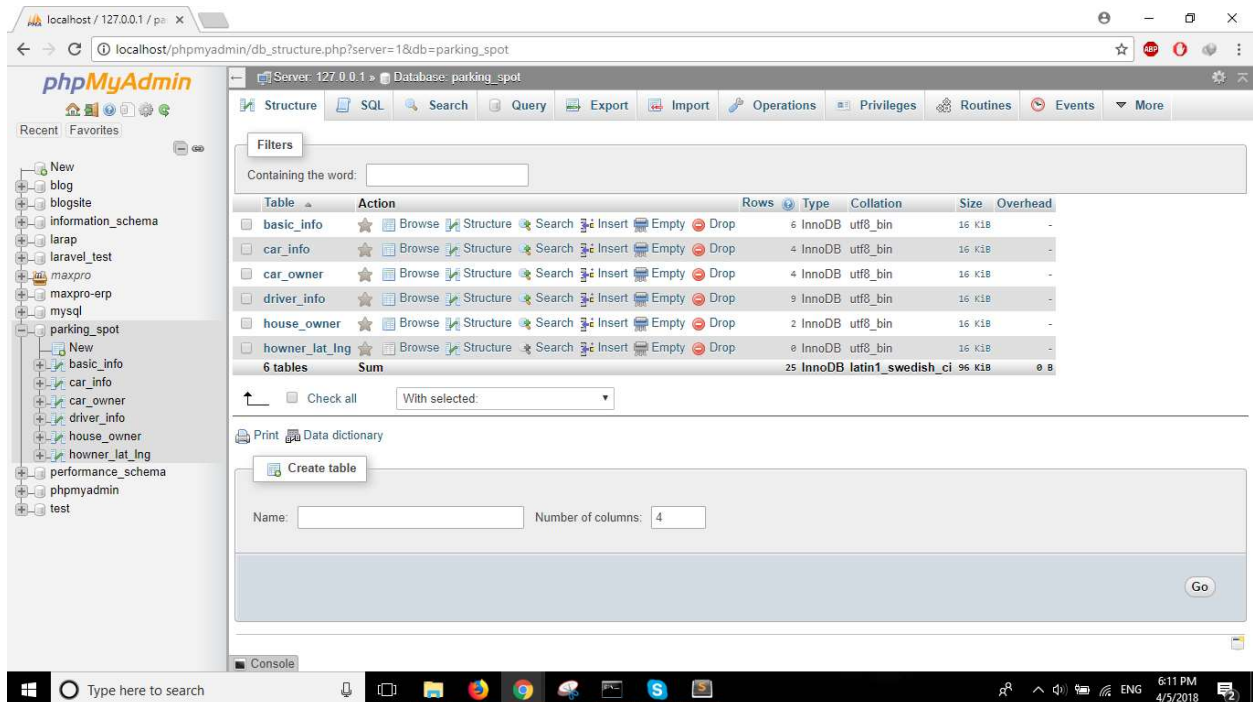 localhost / 127.0.0.1 / pa
localhost/phpmyadmin/db_structure.php?server=1&db=parking_spot
ABP
phpMyAdmin
Recent Favorites
New
blog
blogsite
information_schema
larap
laravel_test
maxpro
maxpro-erp
mysql
parking_spot
New
basic_info
car_info
car_owner
driver_info
house_owner
howner_lat_lng
performance_schema
phpmyadmin
test
Server: 127.0.0.1 » Database: parking_spot
Structure SQL Search Query Export Import Operations Privileges Routines Events More
Filters
Containing the word:
Table Action Rows Type Collation Size Overhead
basic_info Browse Structure Search Insert Empty Drop 6 InnoDB utf8_bin 16 KiB -
car_info Browse Structure Search Insert Empty Drop 4 InnoDB utf8_bin 16 KiB -
car_owner Browse Structure Search Insert Empty Drop 4 InnoDB utf8_bin 16 KiB -
driver_info Browse Structure Search Insert Empty Drop 9 InnoDB utf8_bin 16 KiB -
house_owner Browse Structure Search Insert Empty Drop 2 InnoDB utf8_bin 16 KiB -
howner_lat_lng Browse Structure Search Insert Empty Drop 0 InnoDB utf8_bin 16 KiB -
6 tables Sum 25 InnoDB latin1_swedish_ci 96 KiB 0 B
Check all With selected:
Print Data dictionary
Create table
Name: Number of columns: 4
Go
Console
Type here to search
ENG
6:11 PM
4/5/2018